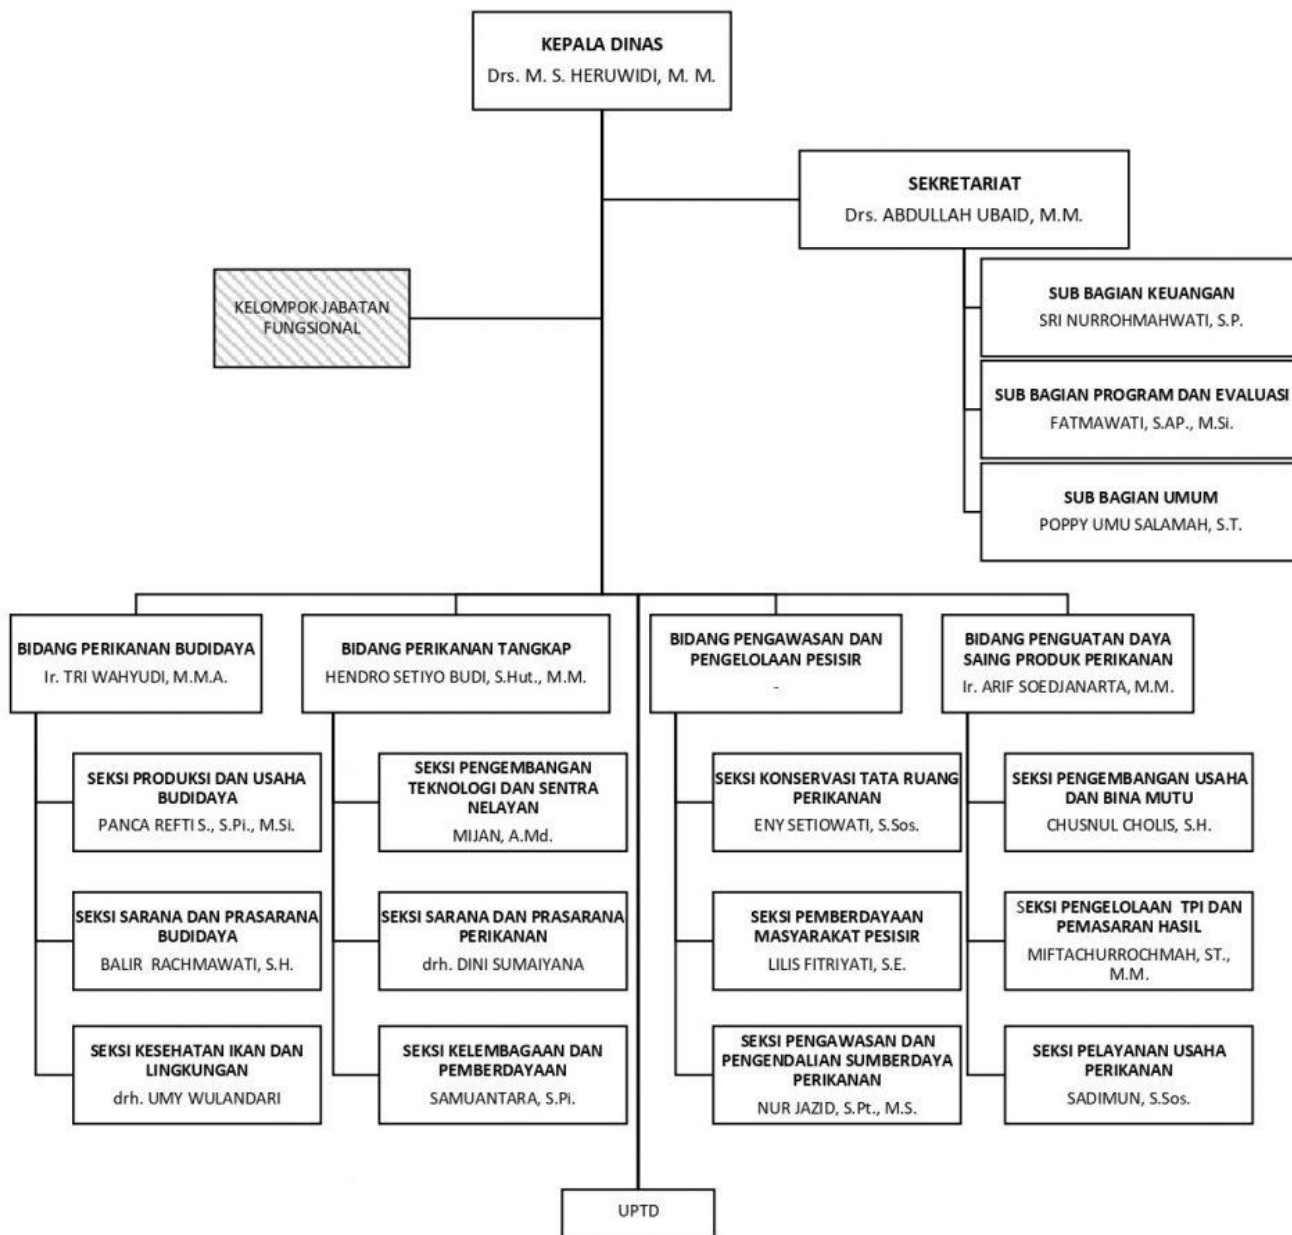 KEPALA DINAS
Drs. M. S. HERUWIDI, M. M.
SEKRETARIAT
Drs. ABDULLAH UBAID, M.M.
KELOMPOK JABATAN
FUNGSIONAL
SUB BAGIAN KEUANGAN
SRI NURROHMAHWATI, S.P.
SUB BAGIAN PROGRAM DAN EVALUASI
FATMAWATI, S.AP., M.Si.
SUB BAGIAN UMUM
POPPY UMU SALAMAH, S.T.
BIDANG PERIKANAN BUDIDAYA
Ir. TRI WAHYUDI, M.M.A.
SEKSI PRODUKSI DAN USAHA
BUDIDAYA
PANCA REFTI S., S.Pi., M.Si.
SEKSI SARANA DAN PRASARANA
BUDIDAYA
BALIR RACHMAWATI, S.H.
SEKSI KESEHATAN IKAN DAN
LINGKUNGAN
drh. UMY WULANDARI
BIDANG PERIKANAN TANGKAP
HENDRO SETIYO BUDI, S.Hut., M.M.
SEKSI PENGEMBANGAN
TEKNOLOGI DAN SENTRA
NELAYAN
MIJAN, A.Md.
SEKSI SARANA DAN PRASARANA
PERIKANAN
drh. DINI SUMAIYANA
SEKSI KELEMBAGAAN DAN
PEMBERDAYAAN
SAMUANTARA, S.Pi.
BIDANG PENGAWASAN DAN
PENGELOLAAN PESISIR
-
SEKSI KONSERVASI TATA RUANG
PERIKANAN
ENY SETIOWATI, S.Sos.
SEKSI PEMBERDAYAAN
MASYARAKAT PESISIR
LILIS FITRIYATI, S.E.
SEKSI PENGAWASAN DAN
PENGENDALIAN SUMBERDAYA
PERIKANAN
NUR JAZID, S.Pt., M.S.
BIDANG PENGUATAN DAYA
SAING PRODUK PERIKANAN
Ir. ARIF SOEDJANARTA, M.M.
SEKSI PENGEMBANGAN USAHA
DAN BINA MUTU
CHUSNUL CHOLIS, S.H.
SEKSI PENGELOLAAN TPI DAN
PEMASARAN HASIL
MIFTACHURROCHMAH, ST.,
M.M.
SEKSI PELAYANAN USAHA
PERIKANAN
SADIMUN, S.Sos.
UPTD